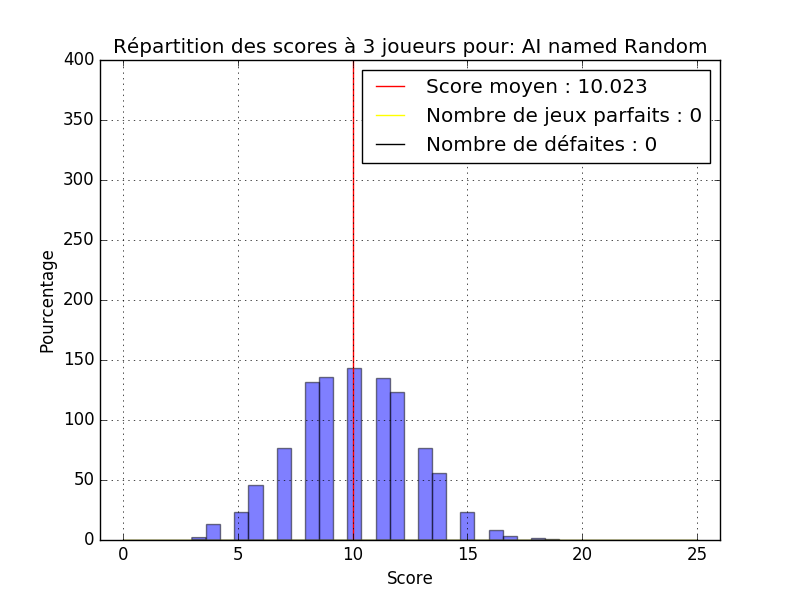 Répartition des scores à 3 joueurs pour: AI named Random
Score moyen : 10.023
Nombre de jeux parfaits : 0
Nombre de défaites : 0
Pourcentage
400
350
300
250
200
150
100
50
0
0 5 10 15 20 25
Score